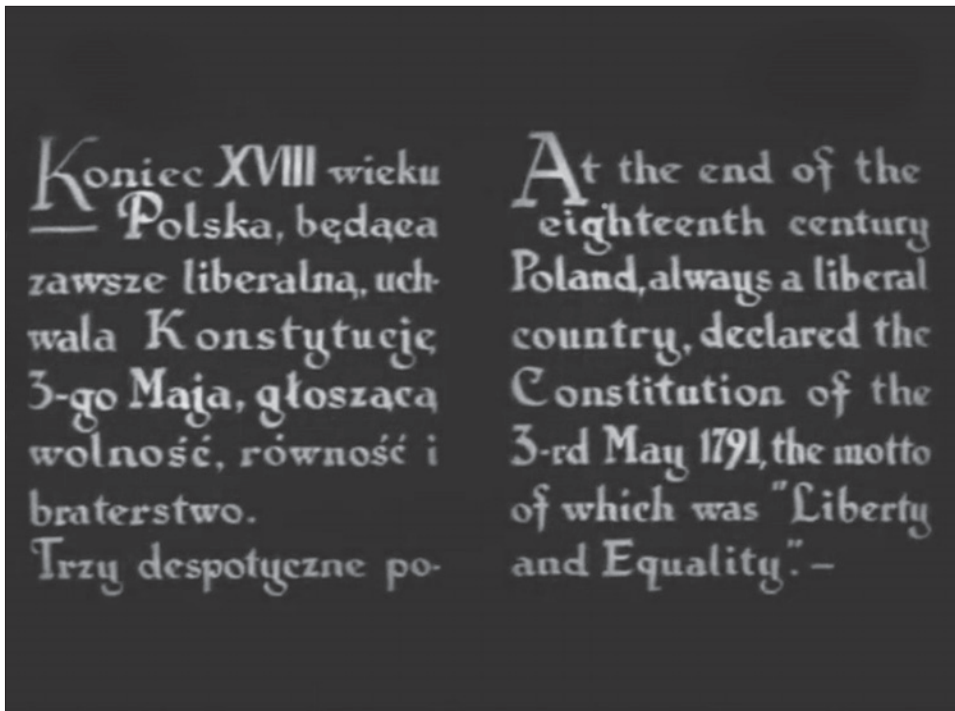 Koniec XVIII wieku
— Polska, będąca
zawsze liberalną, uch-
wala Konstytucję
3-go Maja, głoszącą
wolność, równość i
braterstwo.
Trzy despotyczne po-
At the end of the
eighteenth century
Poland, always a liberal
country, declared the
Constitution of the
3-rd May 1791, the motto
of which was "Liberty
and Equality". –